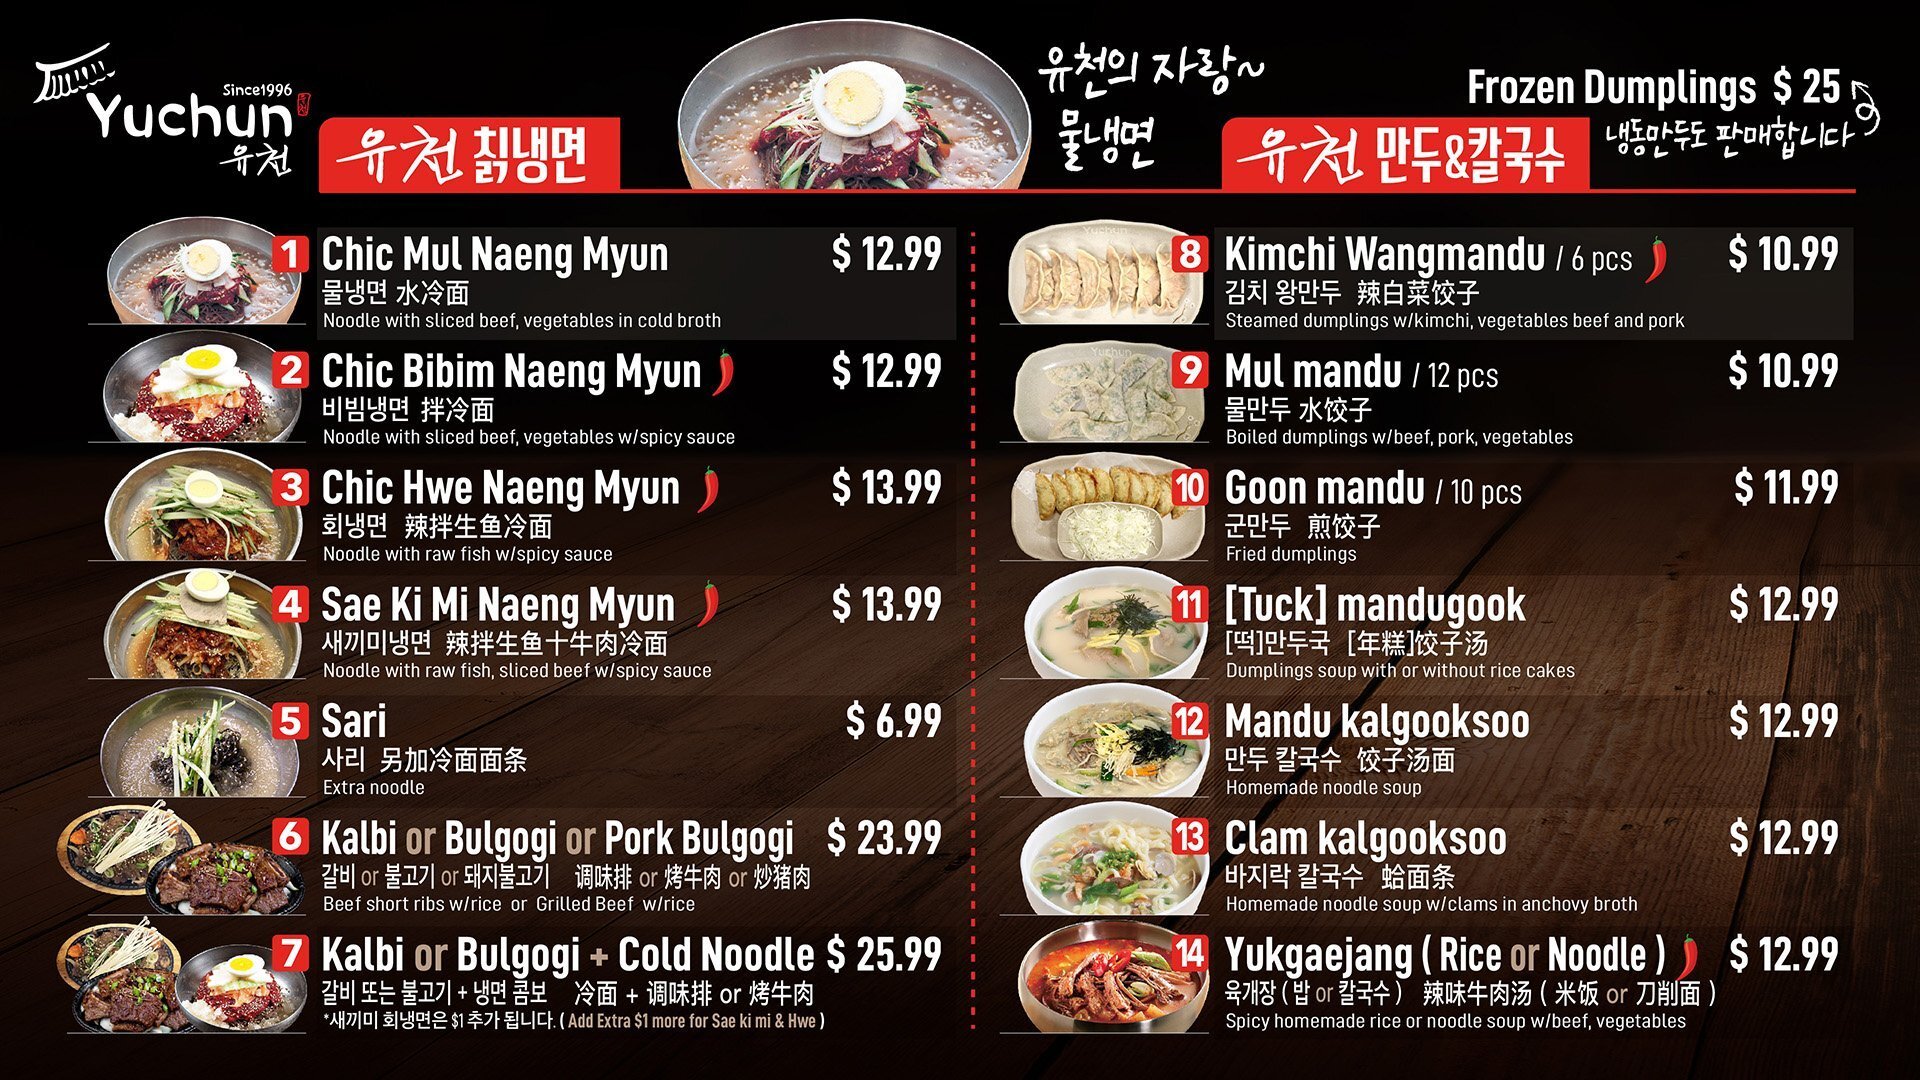 Since1996
Yuchun
유천
유천 칡냉면
유천의 자랑~
물냉면
Frozen Dumplings $ 25
냉동만두도 판매합니다
유천 만두&칼국수
1 Chic Mul Naeng Myun $ 12.99
물냉면 水冷面
Noodle with sliced beef, vegetables in cold broth
2 Chic Bibim Naeng Myun $ 12.99
비빔냉면 拌冷面
Noodle with sliced beef, vegetables w/spicy sauce
3 Chic Hwe Naeng Myun $ 13.99
회냉면 辣拌生鱼冷面
Noodle with raw fish w/spicy sauce
4 Sae Ki Mi Naeng Myun $ 13.99
새끼미냉면 辣拌生鱼十牛肉冷面
Noodle with raw fish, sliced beef w/spicy sauce
5 Sari $ 6.99
사리 另加冷面面条
Extra noodle
6 Kalbi or Bulgogi or Pork Bulgogi $ 23.99
갈비 or 불고기 or 돼지불고기 调味排 or 烤牛肉 or 炒猪肉
Beef short ribs w/rice or Grilled Beef w/rice
7 Kalbi or Bulgogi + Cold Noodle $ 25.99
갈비 또는 불고기 + 냉면 콤보 冷面 + 调味排 or 烤牛肉
*새끼미 회냉면은 $1 추가 됩니다. ( Add Extra $1 more for Sae ki mi & Hwe )
Yuchun
8 Kimchi Wangmandu / 6 pcs $ 10.99
김치 왕만두 辣白菜饺子
Steamed dumplings w/kimchi, vegetables beef and pork
Yuchun
9 Mul mandu / 12 pcs $ 10.99
물만두 水饺子
Boiled dumplings w/beef, pork, vegetables
10 Goon mandu / 10 pcs $ 11.99
군만두 煎饺子
Fried dumplings
11 [Tuck] mandugook $ 12.99
[떡]만두국 [年糕]饺子汤
Dumplings soup with or without rice cakes
12 Mandu kalgooksoo $ 12.99
만두 칼국수 饺子汤面
Homemade noodle soup
13 Clam kalgooksoo $ 12.99
바지락 칼국수 蛤面条
Homemade noodle soup w/clams in anchovy broth
14 Yukgaejang ( Rice or Noodle ) $ 12.99
육개장 ( 밥 or 칼국수 ) 辣味牛肉汤 ( 米饭 or 刀削面 )
Spicy homemade rice or noodle soup w/beef, vegetables